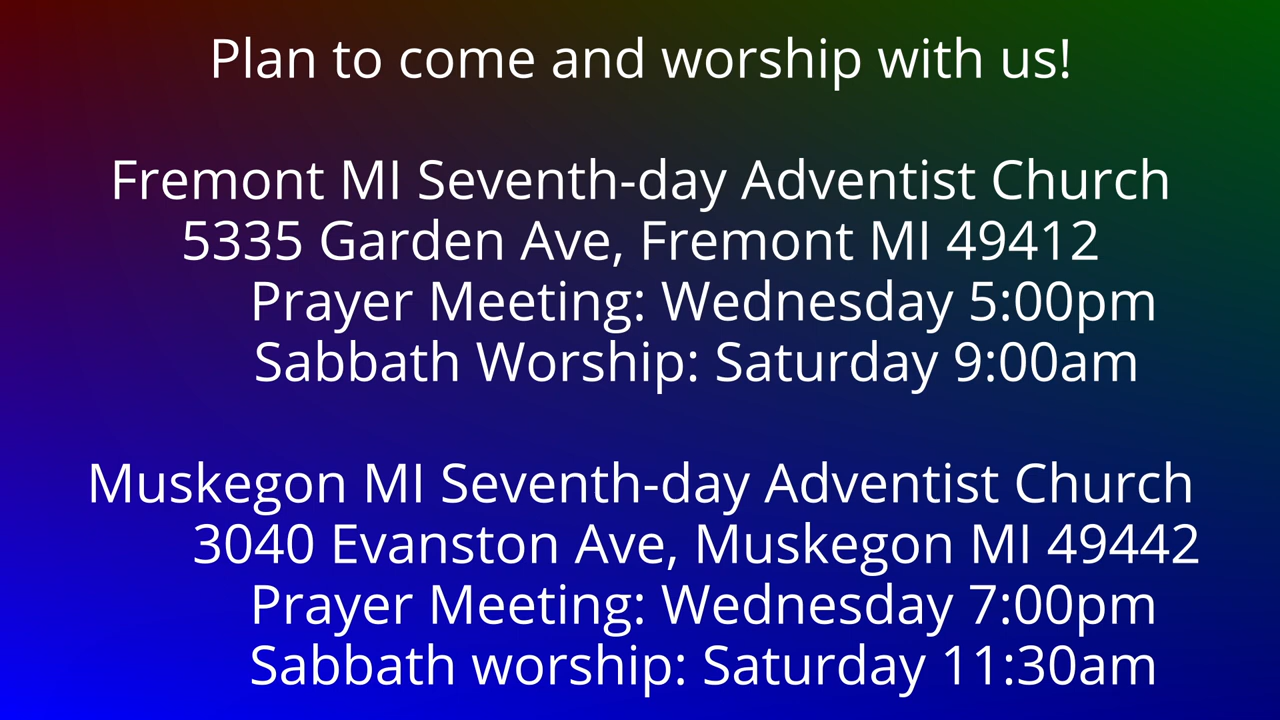 Plan to come and worship with us!
Fremont MI Seventh-day Adventist Church
5335 Garden Ave, Fremont MI 49412
Prayer Meeting: Wednesday 5:00pm
Sabbath Worship: Saturday 9:00am
Muskegon MI Seventh-day Adventist Church
3040 Evanston Ave, Muskegon MI 49442
Prayer Meeting: Wednesday 7:00pm
Sabbath worship: Saturday 11:30am